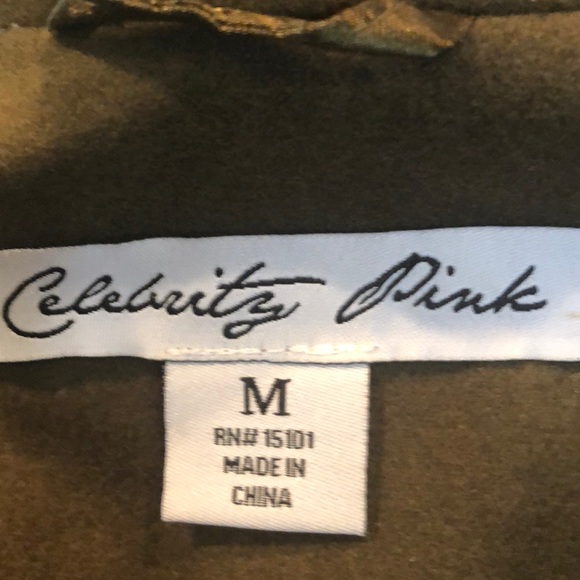 Celebrity Pink
M
RN# 15101
MADE IN
CHINA